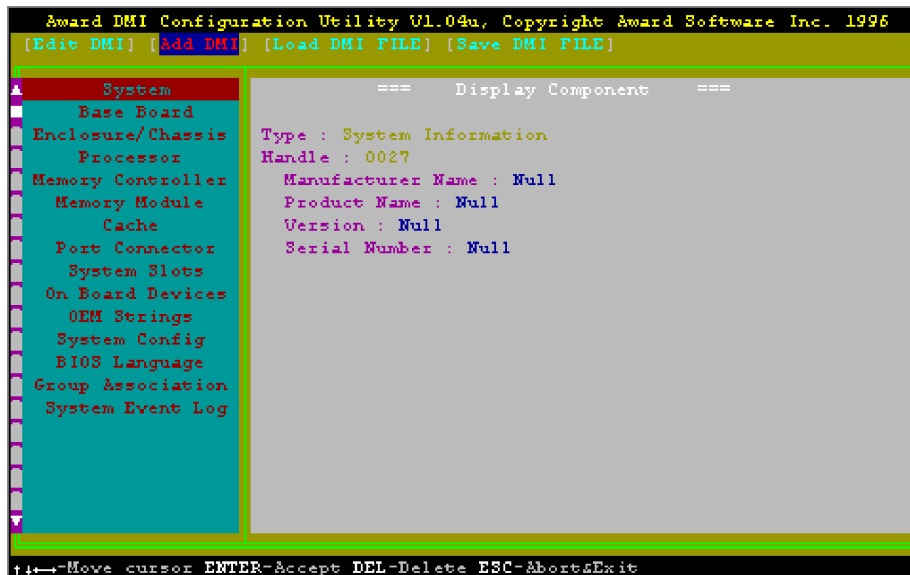 Award DMI Configuration Utility V1.04u, Copyright Award Software Inc. 1996
[Edit DMI] [Add DMI] [Load DMI FILE] [Save DMI FILE]
System
Base Board
Enclosure/Chassis
Processor
Memory Controller
Memory Module
Cache
Port Connector
System Slots
On Board Devices
OEM Strings
System Config
BIOS Language
Group Association
System Event Log
=== Display Component ===
Type : System Information
Handle : 0027
Manufacturer Name : Null
Product Name : Null
Version : Null
Serial Number : Null
↑↓←→-Move cursor ENTER-Accept DEL-Delete ESC-Abort&Exit